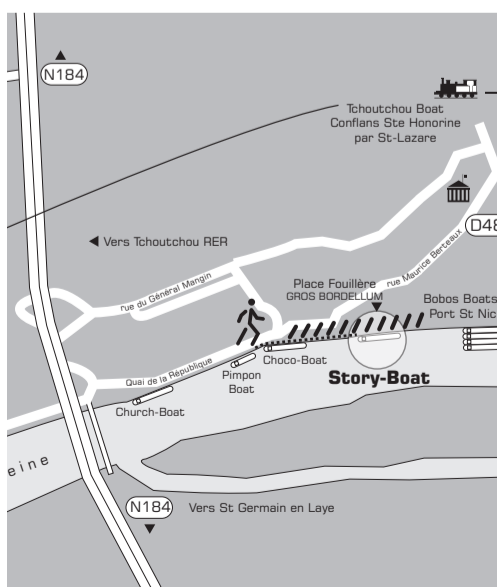 N184
Tchoutchou Boat
Conflans Ste Honorine
par St-Lazare
D48
Vers Tchoutchou RER
rue du Général Mangin
rue Maurice Berteaux
Place Fouillère
GROS BORDELLUM
Bobos Boats
Port St Nic
Choco-Boat
Quai de la République
Pimpon
Boat
Story-Boat
Church-Boat
eine
N184
Vers St Germain en Laye